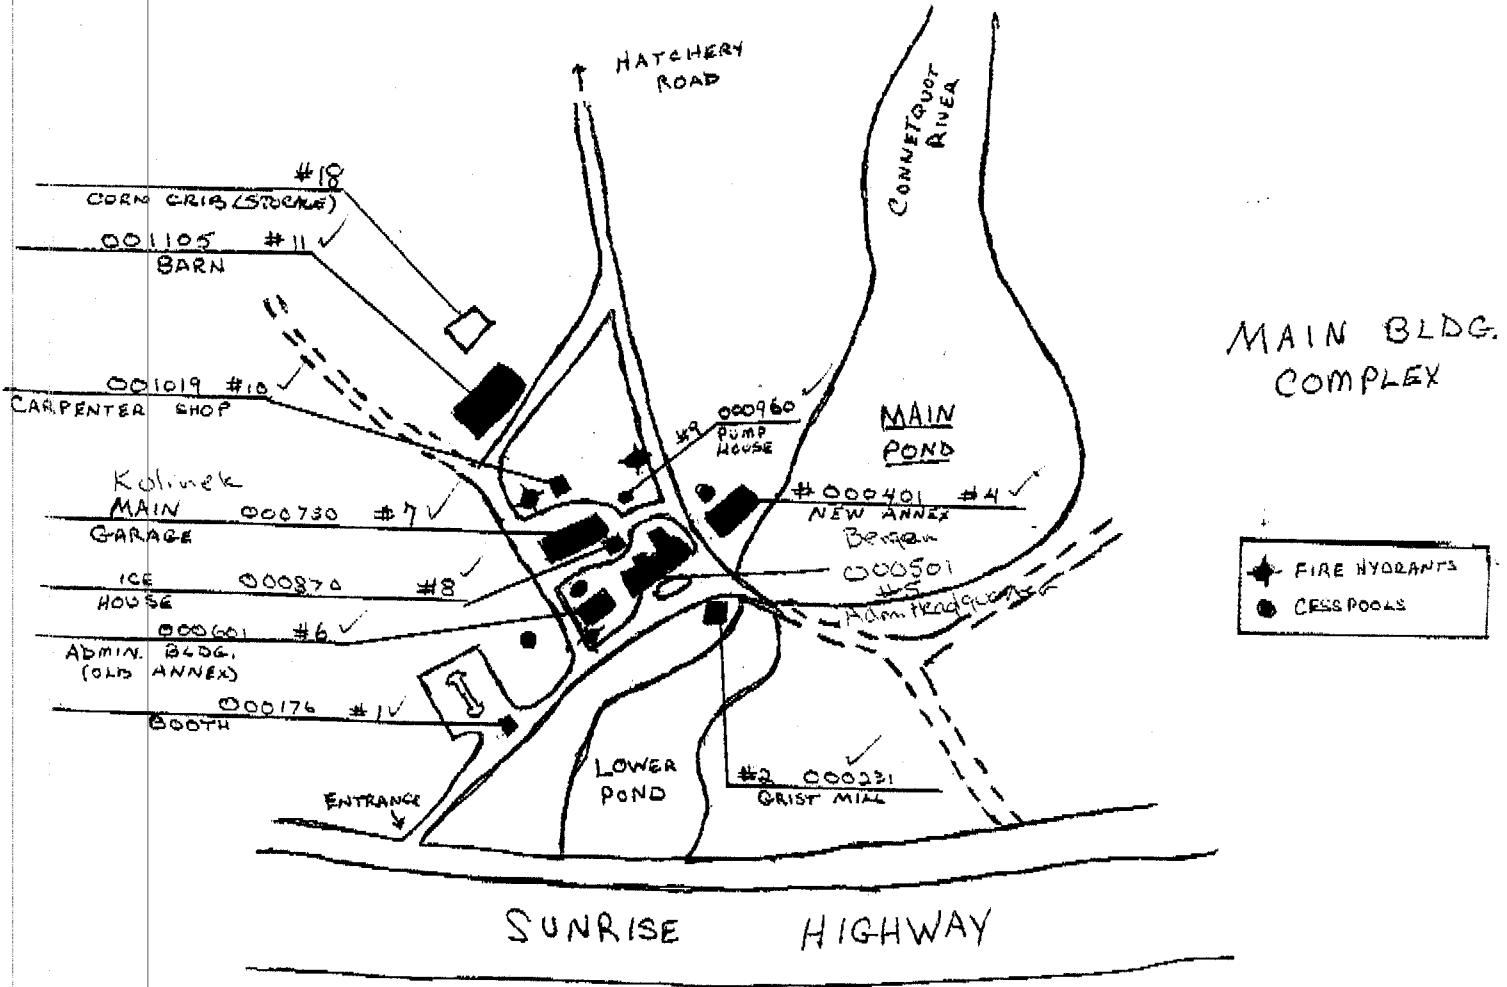 HATCHERY
ROAD
CONNETQUOT
RIVER
#18
CORN CRIB (STORAGE)
001105 #11
BARN
MAIN BLDG.
COMPLEX
001019 #10
CARPENTER SHOP
#9 000960
PUMP
HOUSE
MAIN
POND
Kolinek
MAIN 000730 #7
GARAGE
#000401 #4
NEW ANNEX
Bergen
000501
#5
Adm Headquarter
ICE 000870 #8
HOUSE
FIRE HYDRANTS
CESSPOOLS
000601 #6
ADMIN. BLDG.
(OLD ANNEX)
000176 #1
BOOTH
LOWER
POND
#2 000231
GRIST MILL
ENTRANCE
SUNRISE HIGHWAY